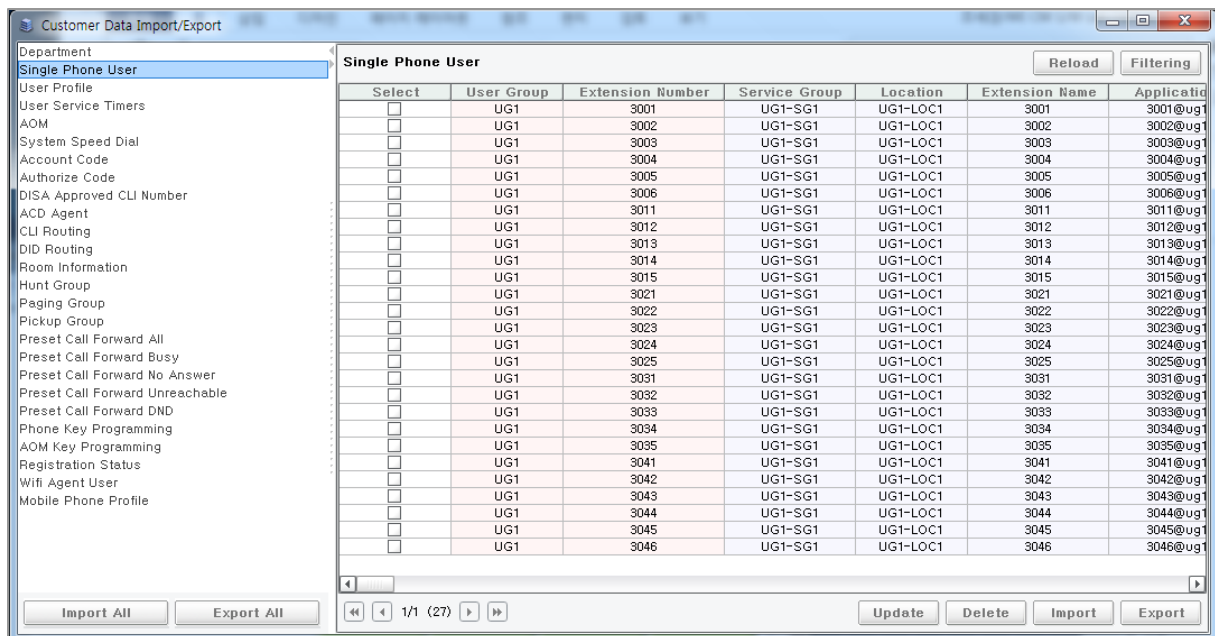 Customer Data Import/Export
Department
Single Phone User
User Profile
User Service Timers
AOM
System Speed Dial
Account Code
Authorize Code
DISA Approved CLI Number
ACD Agent
CLI Routing
DID Routing
Room Information
Hunt Group
Paging Group
Pickup Group
Preset Call Forward All
Preset Call Forward Busy
Preset Call Forward No Answer
Preset Call Forward Unreachable
Preset Call Forward DND
Phone Key Programming
AOM Key Programming
Registration Status
Wifi Agent User
Mobile Phone Profile
Import All Export All
Single Phone User Reload Filtering
Select User Group Extension Number Service Group Location Extension Name Applicatio
UG1 3001 UG1-SG1 UG1-LOC1 3001 3001@ug1
UG1 3002 UG1-SG1 UG1-LOC1 3002 3002@ug1
UG1 3003 UG1-SG1 UG1-LOC1 3003 3003@ug1
UG1 3004 UG1-SG1 UG1-LOC1 3004 3004@ug1
UG1 3005 UG1-SG1 UG1-LOC1 3005 3005@ug1
UG1 3006 UG1-SG1 UG1-LOC1 3006 3006@ug1
UG1 3011 UG1-SG1 UG1-LOC1 3011 3011@ug1
UG1 3012 UG1-SG1 UG1-LOC1 3012 3012@ug1
UG1 3013 UG1-SG1 UG1-LOC1 3013 3013@ug1
UG1 3014 UG1-SG1 UG1-LOC1 3014 3014@ug1
UG1 3015 UG1-SG1 UG1-LOC1 3015 3015@ug1
UG1 3021 UG1-SG1 UG1-LOC1 3021 3021@ug1
UG1 3022 UG1-SG1 UG1-LOC1 3022 3022@ug1
UG1 3023 UG1-SG1 UG1-LOC1 3023 3023@ug1
UG1 3024 UG1-SG1 UG1-LOC1 3024 3024@ug1
UG1 3025 UG1-SG1 UG1-LOC1 3025 3025@ug1
UG1 3031 UG1-SG1 UG1-LOC1 3031 3031@ug1
UG1 3032 UG1-SG1 UG1-LOC1 3032 3032@ug1
UG1 3033 UG1-SG1 UG1-LOC1 3033 3033@ug1
UG1 3034 UG1-SG1 UG1-LOC1 3034 3034@ug1
UG1 3035 UG1-SG1 UG1-LOC1 3035 3035@ug1
UG1 3041 UG1-SG1 UG1-LOC1 3041 3041@ug1
UG1 3042 UG1-SG1 UG1-LOC1 3042 3042@ug1
UG1 3043 UG1-SG1 UG1-LOC1 3043 3043@ug1
UG1 3044 UG1-SG1 UG1-LOC1 3044 3044@ug1
UG1 3045 UG1-SG1 UG1-LOC1 3045 3045@ug1
UG1 3046 UG1-SG1 UG1-LOC1 3046 3046@ug1
1/1 (27) Update Delete Import Export